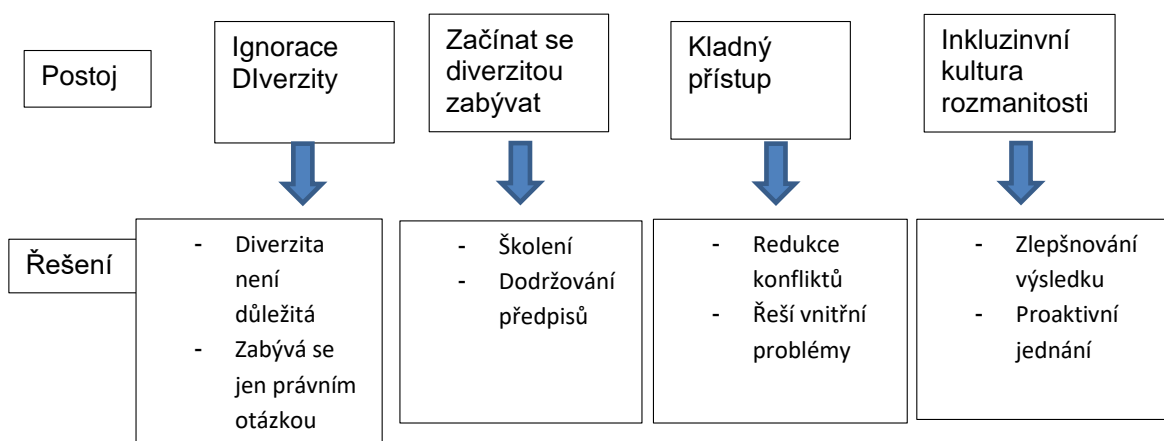 Postoj
Ignorace
DIverzity
Začínat se
diverzitou
zabývat
Kladný
přístup
Inkluzinvní
kultura
rozmanitosti
Řešení
- Diverzita
není
důležitá
- Zabývá se
jen právním
otázkou
- Školení
- Dodržování
předpisů
- Redukce
konfliktů
- Řeší vnitřní
problémy
- Zlepšnování
výsledku
- Proaktivní
jednání